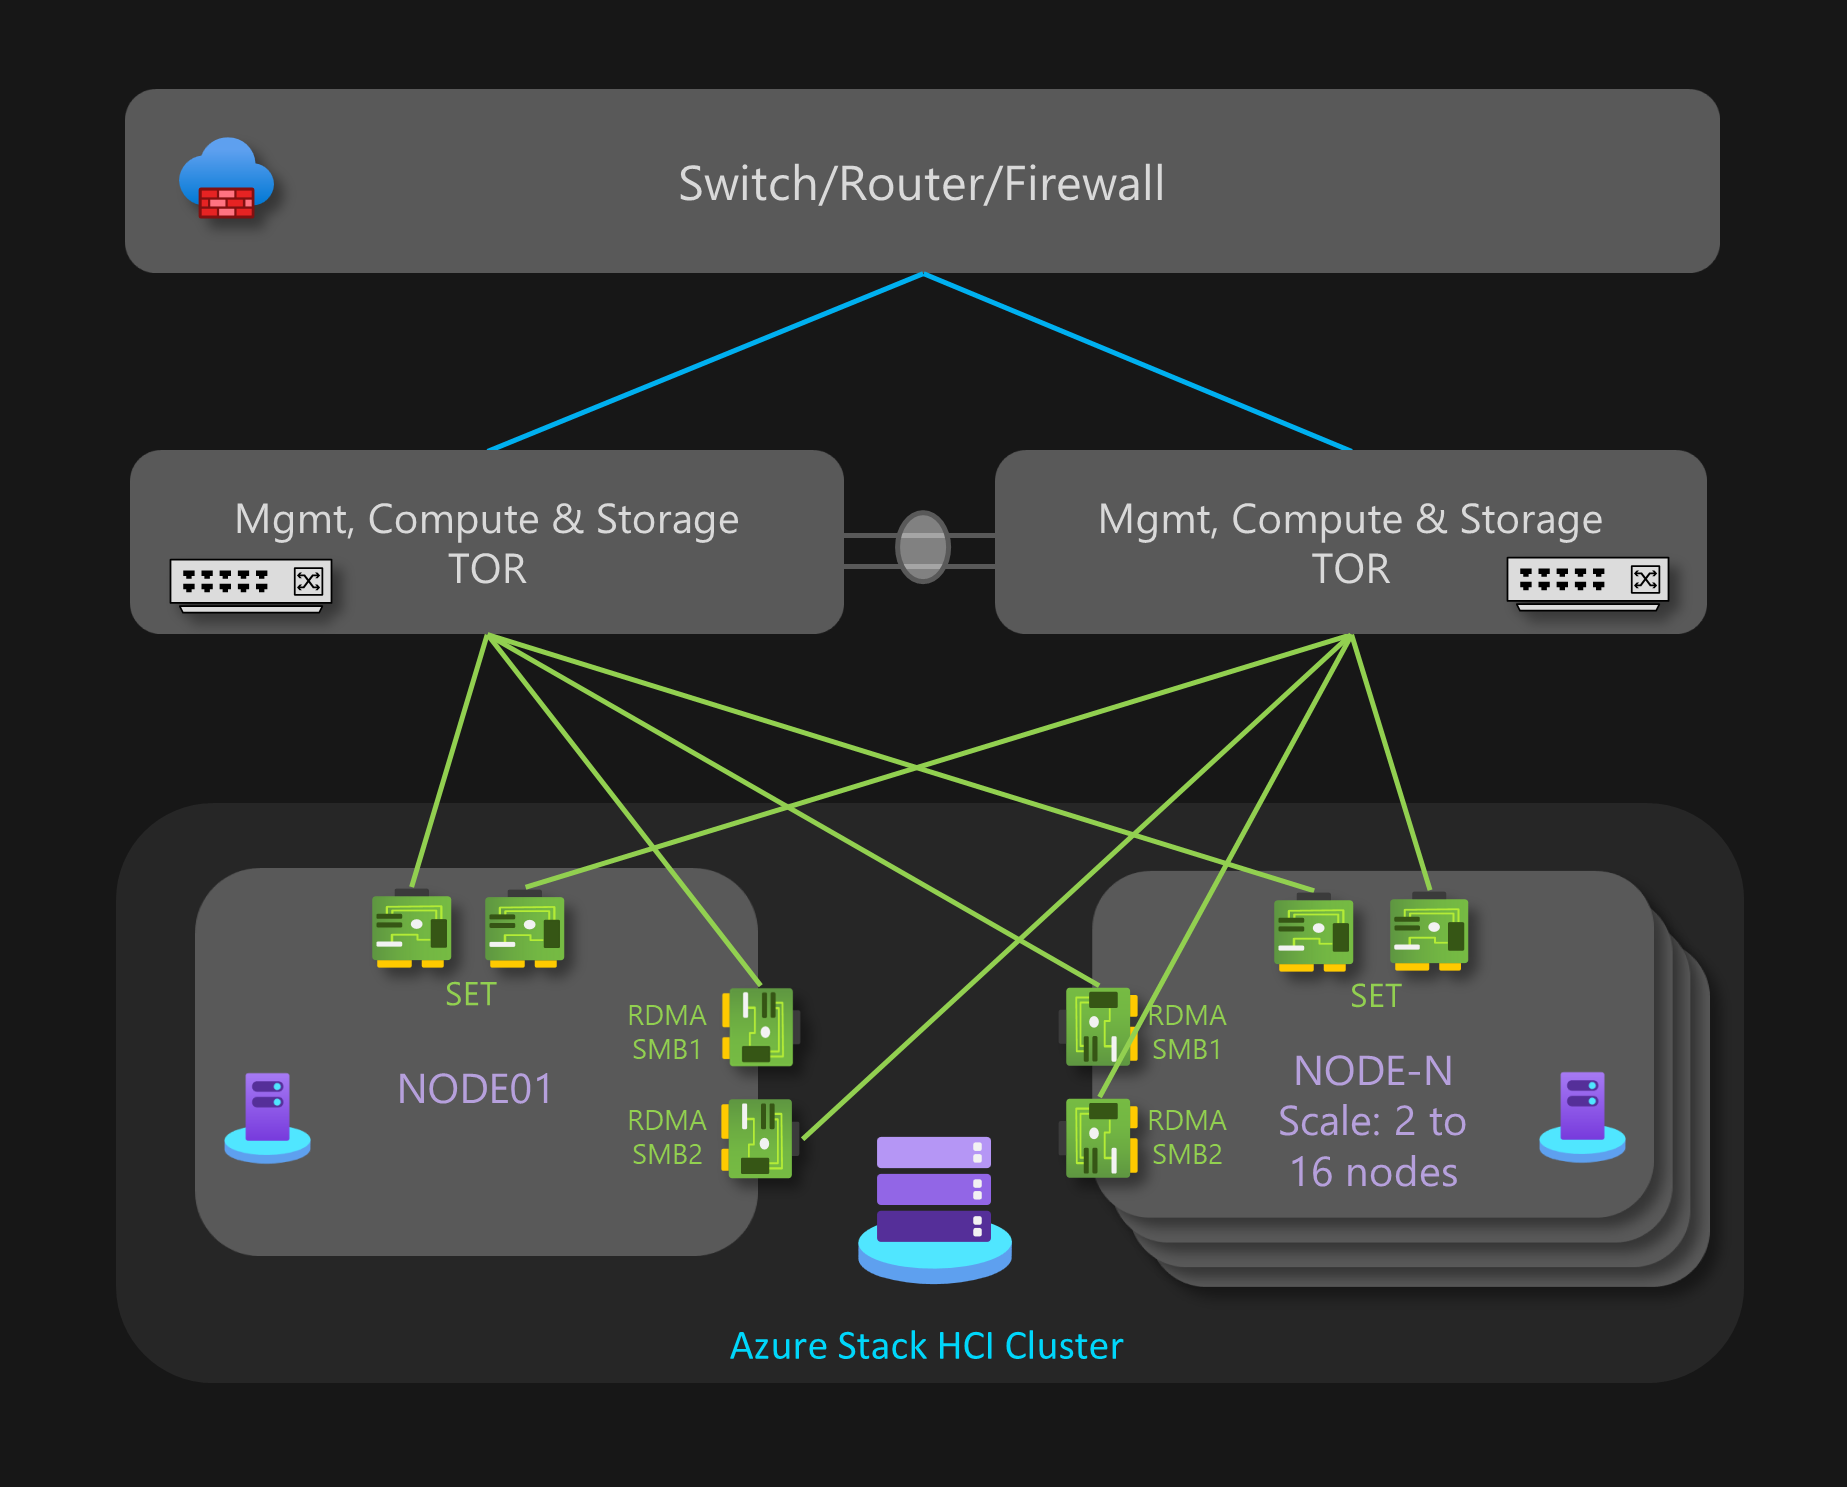 Switch/Router/Firewall
Mgmt, Compute & Storage
TOR
Mgmt, Compute & Storage
TOR
SET
RDMA
SMB1
NODE01
RDMA
SMB2
SET
RDMA
SMB1
RDMA
SMB2
NODE-N
Scale: 2 to
16 nodes
Azure Stack HCI Cluster